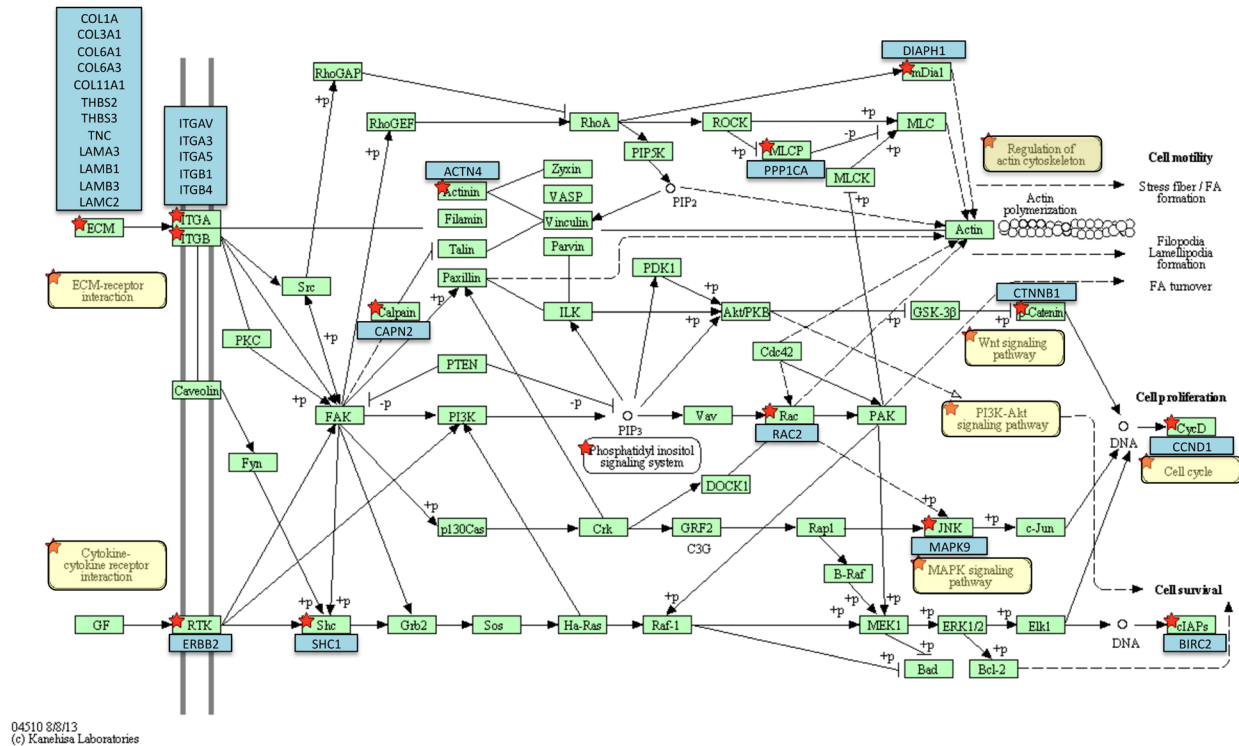 COL1A
COL3A1
COL6A1
COL6A3
COL11A1
THBS2
THBS3
TNC
LAMA3
LAMB1
LAMB3
LAMC2
ITGAV
ITGA3
ITGA5
ITGB1
ITGB4
ECM
ITGA
ITGB
ECM-receptor
interaction
RhoGAP
+p
RhoGEF
+p
RhoA
ROCK
+p
-p
MLC
DIAPH1
mDia1
PIP5K
+p
MLCP
PPP1CA
+p
MLCK
PIP2
ACTN4
Actinin
Filamin
Talin
Paxillin
Zyxin
VASP
Vinculin
Parvin
Actin
Regulation of
actin cytoskeleton
Cell motility
Stress fiber / FA
formation
Actin
polymerization
Filopodia
Lamellipodia
formation
FA turnover
Src
+p
Calpain
CAPN2
+p
ILK
PDK1
+p
Akt/PKB
GSK-3β
CTNNB1
β-Catenin
Wnt signaling
pathway
PKC
PTEN
Cdc42
Caveolin
+p
FAK
-p
PI3K
-p
PIP3
Vav
Rac
RAC2
PAK
PI3K-Akt
signaling pathway
Cell proliferation
DNA
CycD
CCND1
Cell cycle
Phosphatidyl inositol
signaling system
Fyn
DOCK1
+p
p130Cas
Crk
GRF2
C3G
Rap1
+p
JNK
MAPK9
+p
c-Jun
MAPK signaling
pathway
Cytokine-
cytokine receptor
interaction
B-Raf
+p
+p
Cell survival
GF
RTK
ERBB2
+p
+p
Shc
SHC1
Grb2
Sos
Ha-Ras
Raf-1
+p
+p
MEK1
+p
ERK1/2
+p
Elk1
DNA
cIAPs
BIRC2
+p
+p
Bad
+p
Bcl-2
04510 8/8/13
(c) Kanehisa Laboratories